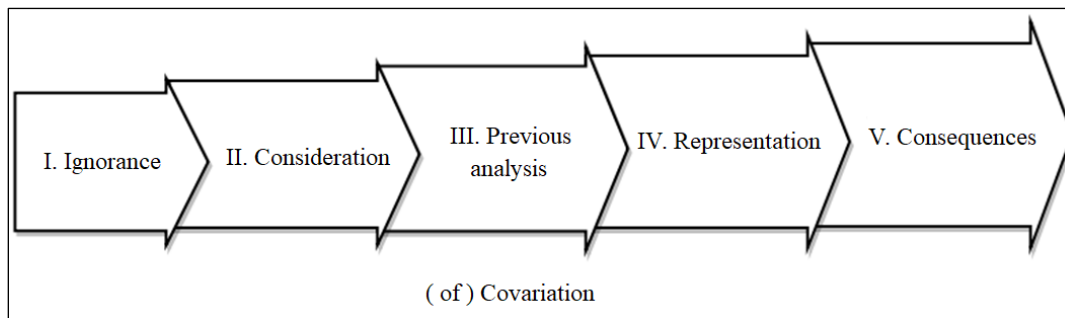 I. Ignorance
II. Consideration
III. Previous
analysis
IV. Representation
V. Consequences
( of ) Covariation